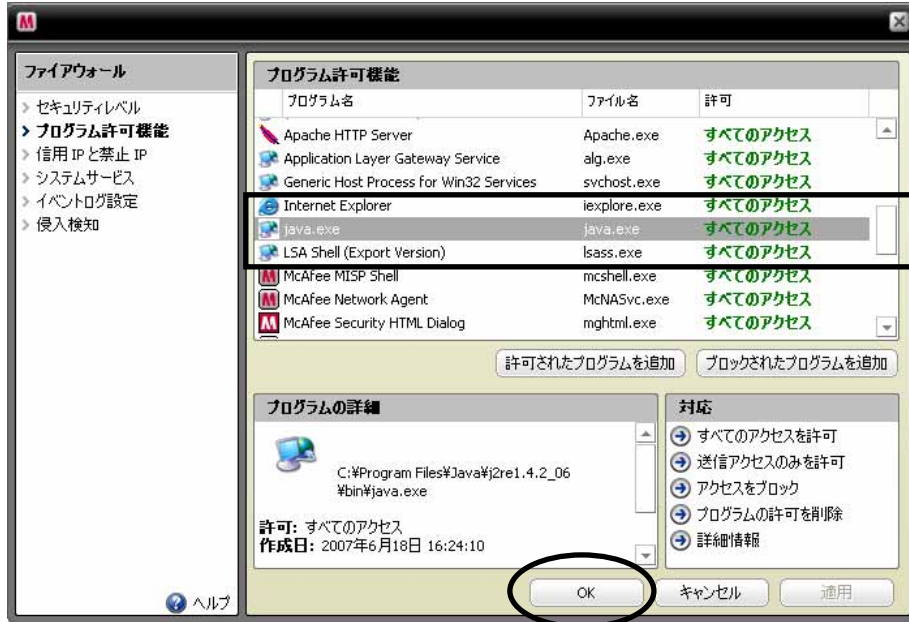 ファイアウォール
セキュリティレベル
プログラム許可機能
信用 IP と禁止 IP
システムサービス
イベントログ設定
侵入検知
ヘルプ
プログラム許可機能
プログラム名 ファイル名 許可
Apache HTTP Server Apache.exe すべてのアクセス
Application Layer Gateway Service alg.exe すべてのアクセス
Generic Host Process for Win32 Services svchost.exe すべてのアクセス
Internet Explorer iexplore.exe すべてのアクセス
java.exe java.exe すべてのアクセス
LSA Shell (Export Version) lsass.exe すべてのアクセス
McAfee MISP Shell mcshell.exe すべてのアクセス
McAfee Network Agent McNASvc.exe すべてのアクセス
McAfee Security HTML Dialog mghtml.exe すべてのアクセス
許可されたプログラムを追加 ブロックされたプログラムを追加
プログラムの詳細
C:¥Program Files¥Java¥j2re1.4.2_06
¥bin¥java.exe
許可: すべてのアクセス
作成日: 2007年6月18日 16:24:10
対応
すべてのアクセスを許可
送信アクセスのみを許可
アクセスをブロック
プログラムの許可を削除
詳細情報
OK キャンセル 適用